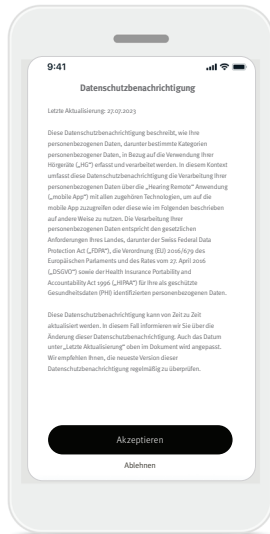 9:41
Datenschutzbenachrichtigung
Letzte Aktualisierung: 27.07.2023
Diese Datenschutzbenachrichtigung beschreibt, wie Ihre
personenbezogenen Daten, darunter bestimmte Kategorien
personenbezogener Daten, in Bezug auf die Verwendung Ihrer
Hörgeräte („HG“) erfasst und verarbeitet werden. In diesem Kontext
umfasst diese Datenschutzbenachrichtigung die Verarbeitung Ihrer
personenbezogenen Daten über die „Hearing Remote“ Anwendung
(„mobile App“) mit allen zugehören Technologien, um auf die
mobile App zuzugreifen oder diese wie im Folgenden beschrieben
auf andere Weise zu nutzen. Die Verarbeitung Ihrer
personenbezogenen Daten entspricht den gesetzlichen
Anforderungen Ihres Landes, darunter der Swiss Federal Data
Protection Act („FDPA“), die Verordnung (EU) 2016/679 des
Europäischen Parlaments und des Rates vom 27. April 2016
(„DSGVO“) sowie der Health Insurance Portability and
Accountability Act 1996 („HIPAA“) für Ihre als geschützte
Gesundheitsdaten (PHI) identifizierten personenbezogenen Daten.
Diese Datenschutzbenachrichtigung kann von Zeit zu Zeit
aktualisiert werden. In diesem Fall informieren wir Sie über die
Änderung dieser Datenschutzbenachrichtigung. Auch das Datum
unter „Letzte Aktualisierung“ oben im Dokument wird angepasst.
Wir empfehlen Ihnen, die neueste Version dieser
Datenschutzbenachrichtigung regelmäßig zu überprüfen.
Akzeptieren
Ablehnen